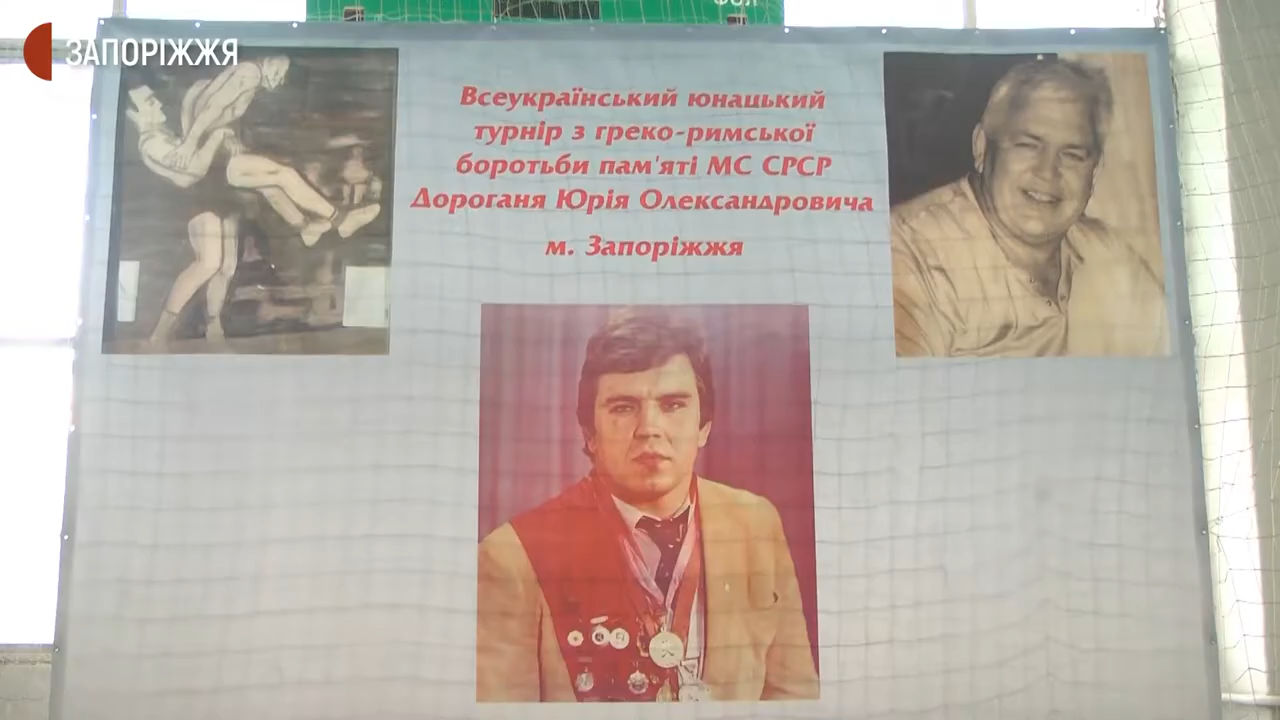 ЗАПОРІЖЖЯ
Всеукраїнський юнацький
турнір з греко-римської
боротьби пам'яті МС СРСР
Дороганя Юрія Олександровича
м. Запоріжжя